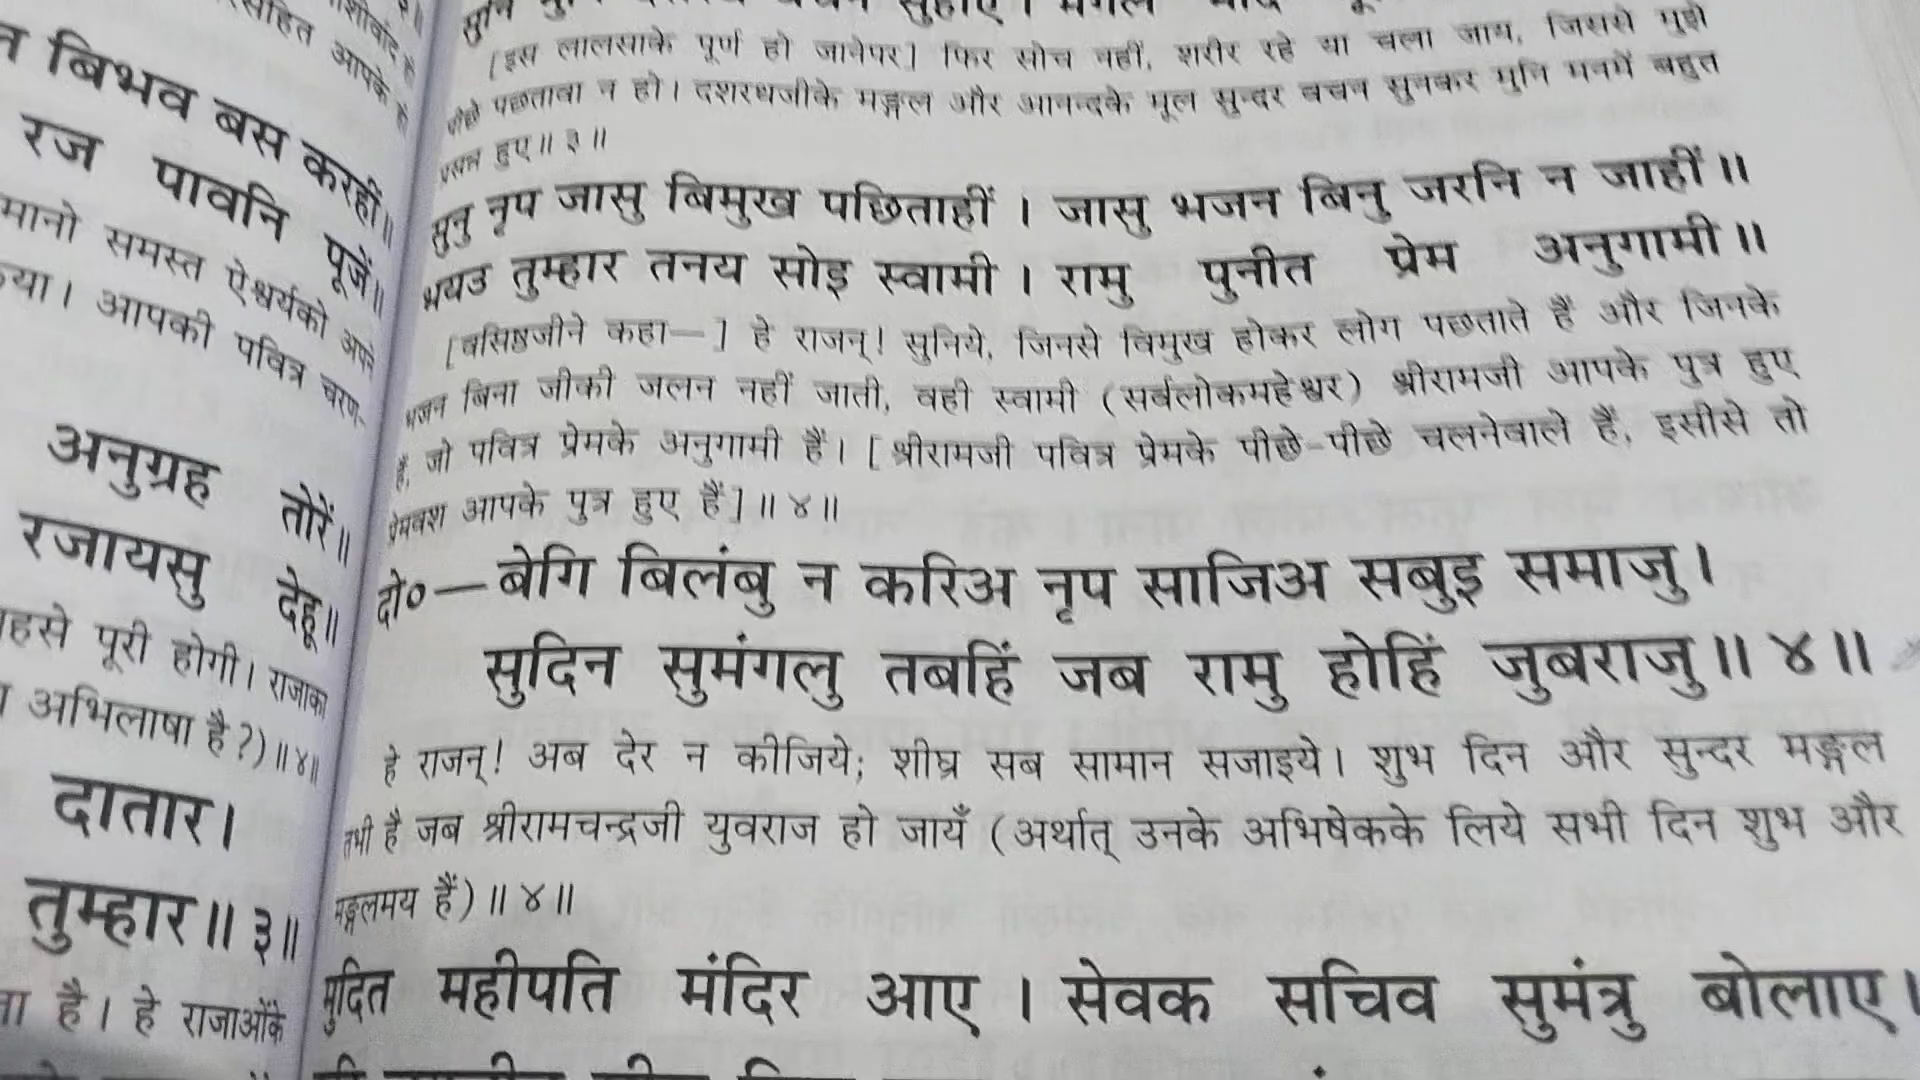 बिभव बस करहीं॥
रज पावनि पूजें॥
मानो समस्त ऐश्वर्यको अपने
आपकी पवित्र चरण-
अनुग्रह तोरें॥
रजायसु देहू॥
पूरी होगी। राजाका
अभिलाषा है?)॥४॥
दातार।
तुम्हार॥ ३॥
है। हे राजाओंके
[इस लालसाके पूर्ण हो जानेपर] फिर सोच नहीं, शरीर रहे या चला जाय, जिससे मुझे
पीछे पछतावा न हो। दशरथजीके मङ्गल और आनन्दके मूल सुन्दर वचन सुनकर मुनि मनमें बहुत
प्रसन्न हुए॥ ३॥
सुनु नृप जासु बिमुख पछिताहीं। जासु भजन बिनु जरनि न जाहीं॥
भयउ तुम्हार तनय सोइ स्वामी। रामु पुनीत प्रेम अनुगामी॥
[वसिष्ठजीने कहा—] हे राजन्! सुनिये, जिनसे विमुख होकर लोग पछताते हैं और जिनके
भजन बिना जीकी जलन नहीं जाती, वही स्वामी (सर्वलोकमहेश्वर) श्रीरामजी आपके पुत्र हुए
हैं, जो पवित्र प्रेमके अनुगामी हैं। [श्रीरामजी पवित्र प्रेमके पीछे-पीछे चलनेवाले हैं, इसीसे तो
प्रेमवश आपके पुत्र हुए हैं]॥ ४॥
दो०—बेगि बिलंबु न करिअ नृप साजिअ सबुइ समाजु।
सुदिन सुमंगलु तबहिं जब रामु होहिं जुबराजु॥ ४॥
हे राजन्! अब देर न कीजिये; शीघ्र सब सामान सजाइये। शुभ दिन और सुन्दर मङ्गल
तभी है जब श्रीरामचन्द्रजी युवराज हो जायँ (अर्थात् उनके अभिषेकके लिये सभी दिन शुभ और
मङ्गलमय हैं)॥ ४॥
मुदित महीपति मंदिर आए। सेवक सचिव सुमंत्रु बोलाए।